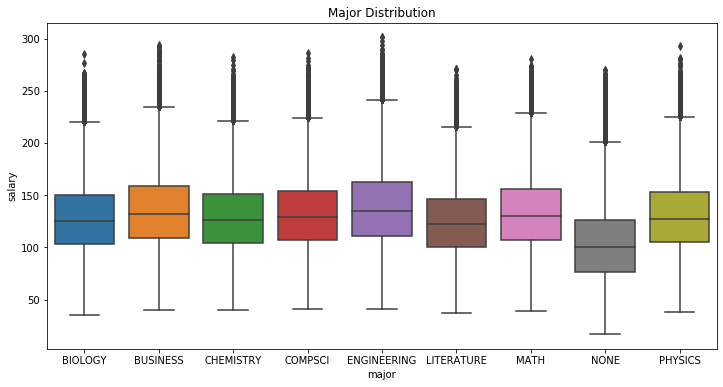 Major Distribution
salary
300
250
200
150
100
50
BIOLOGY BUSINESS CHEMISTRY COMPSCI ENGINEERING LITERATURE MATH NONE PHYSICS
major